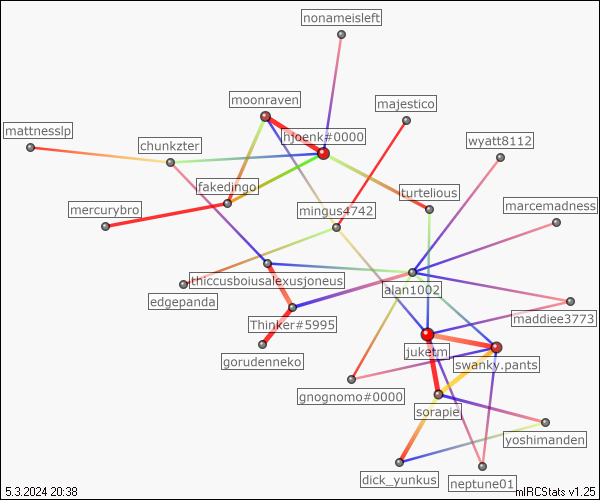 nonameisleft
moonraven
majestico
mattnesslp
chunkzter
hjoenk#0000
wyatt8112
fakedingo
turtelious
mercurybro
mingus4742
marcemadness
thiccusboiusalexusjoneus
alan1002
edgepanda
Thinker#5995
maddiee3773
gorudenneko
juketm
swanky.pants
gnognomo#0000
sorapie
yoshimanden
dick_yunkus
neptune01
5.3.2024 20:38
mIRCStats v1.25